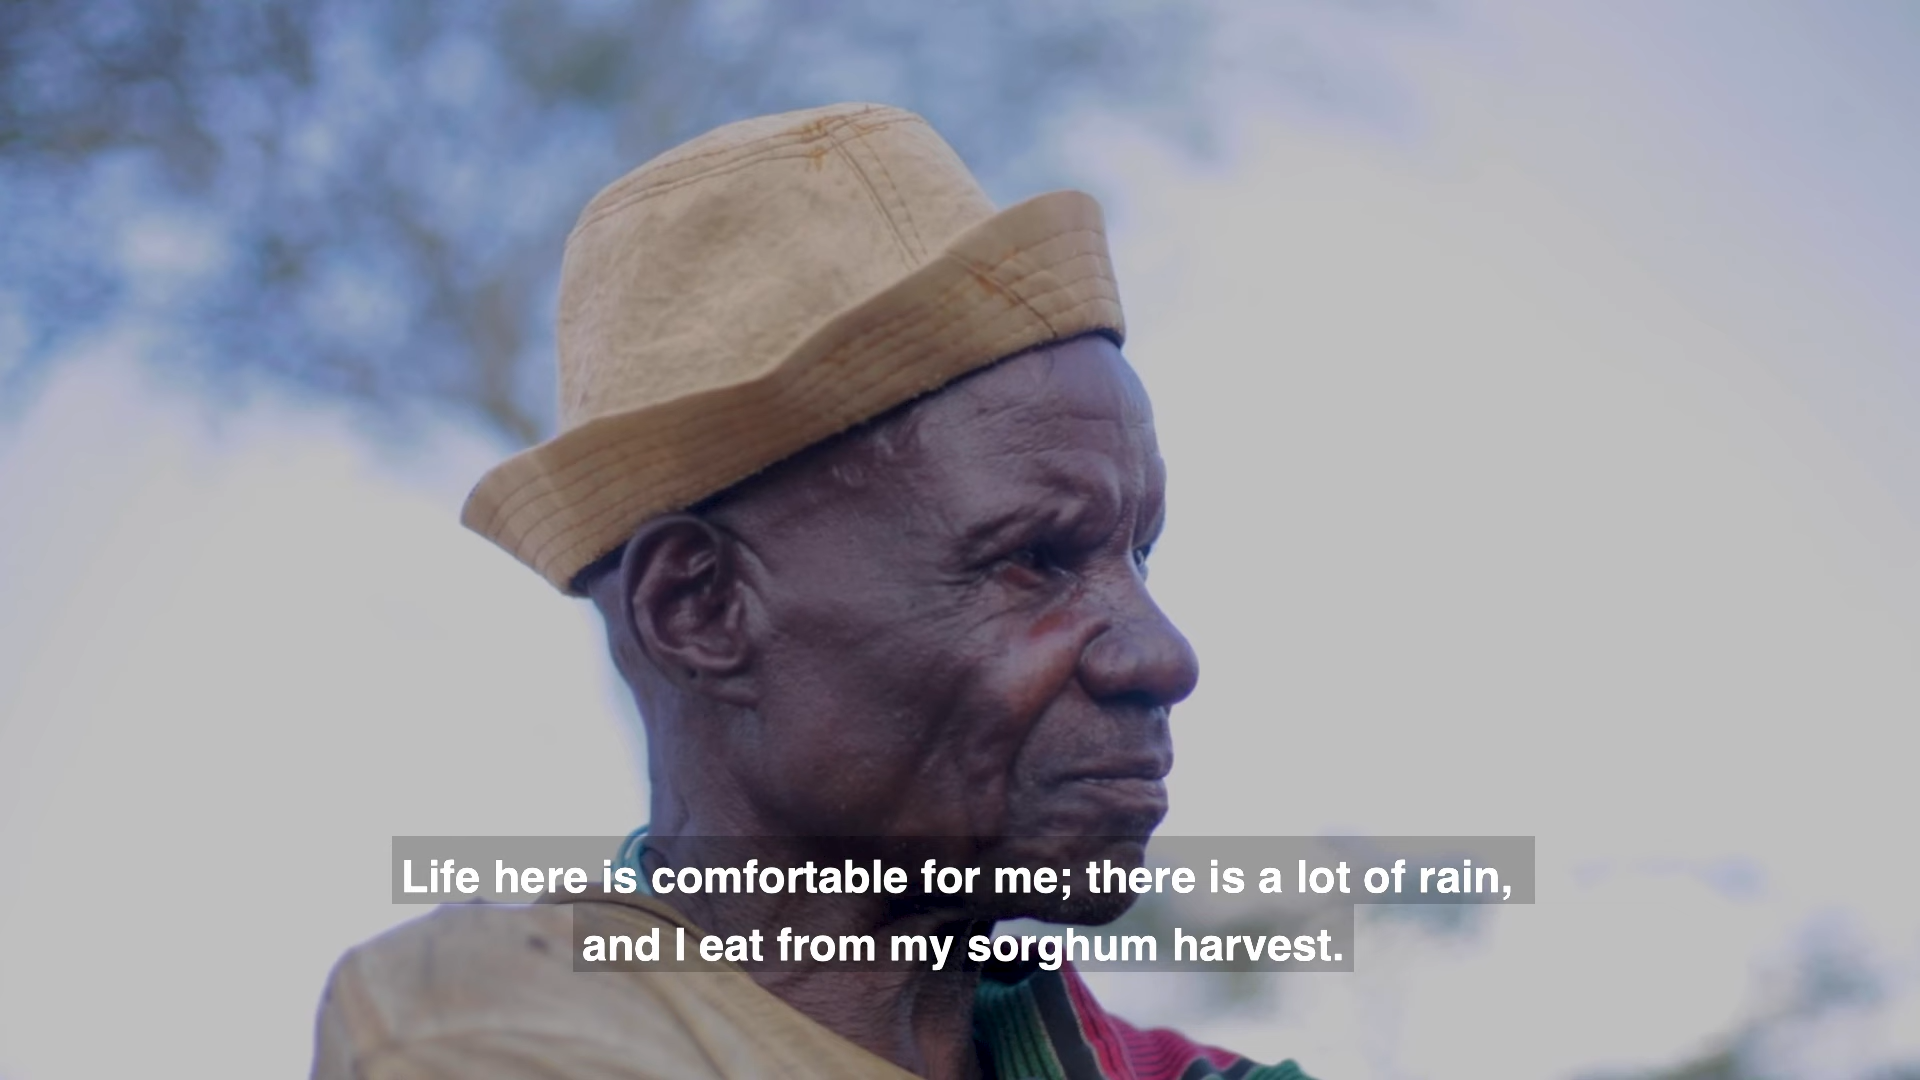 Life here is comfortable for me; there is a lot of rain,
and I eat from my sorghum harvest.